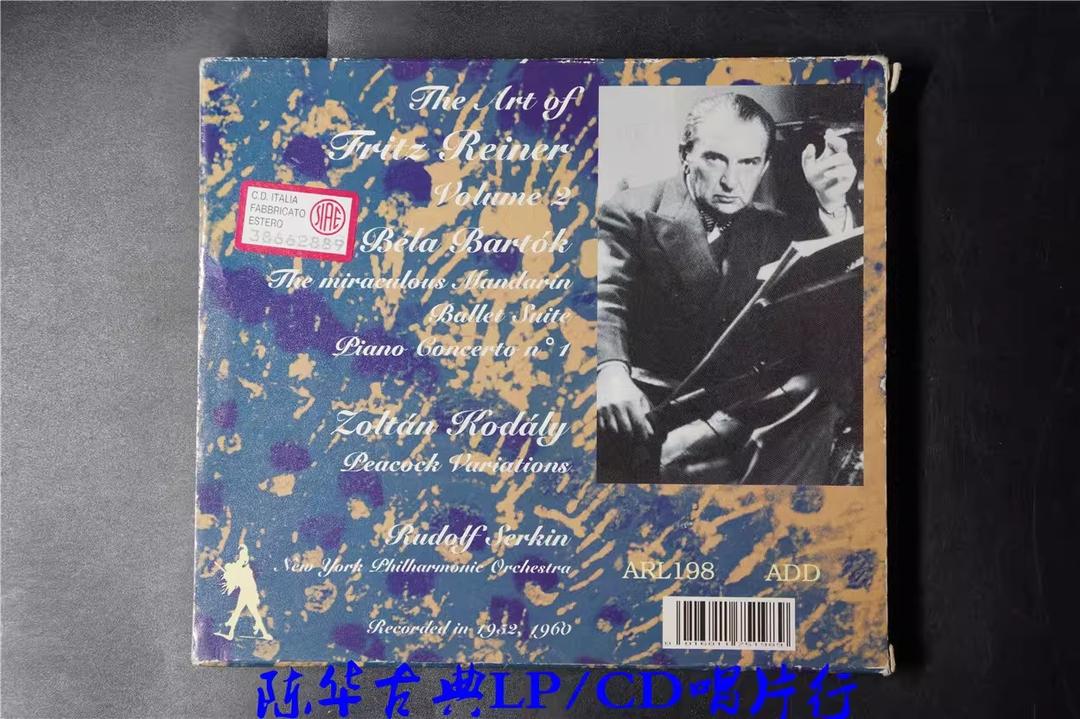 The Art of
Fritz Reiner
Volume 2
C.D. ITALIA
FABBRICATO
ESTERO
SIAE
38662889
Béla Bartók
The miraculous Mandarin
Ballet Suite
Piano Concerto n° 1
Zoltán Kodály
Peacock Variations
Rudolf Serkin
New York Philharmonic Orchestra
Recorded in 1952, 1960
ARL198 ADD
陈华古典LP/CD唱片行